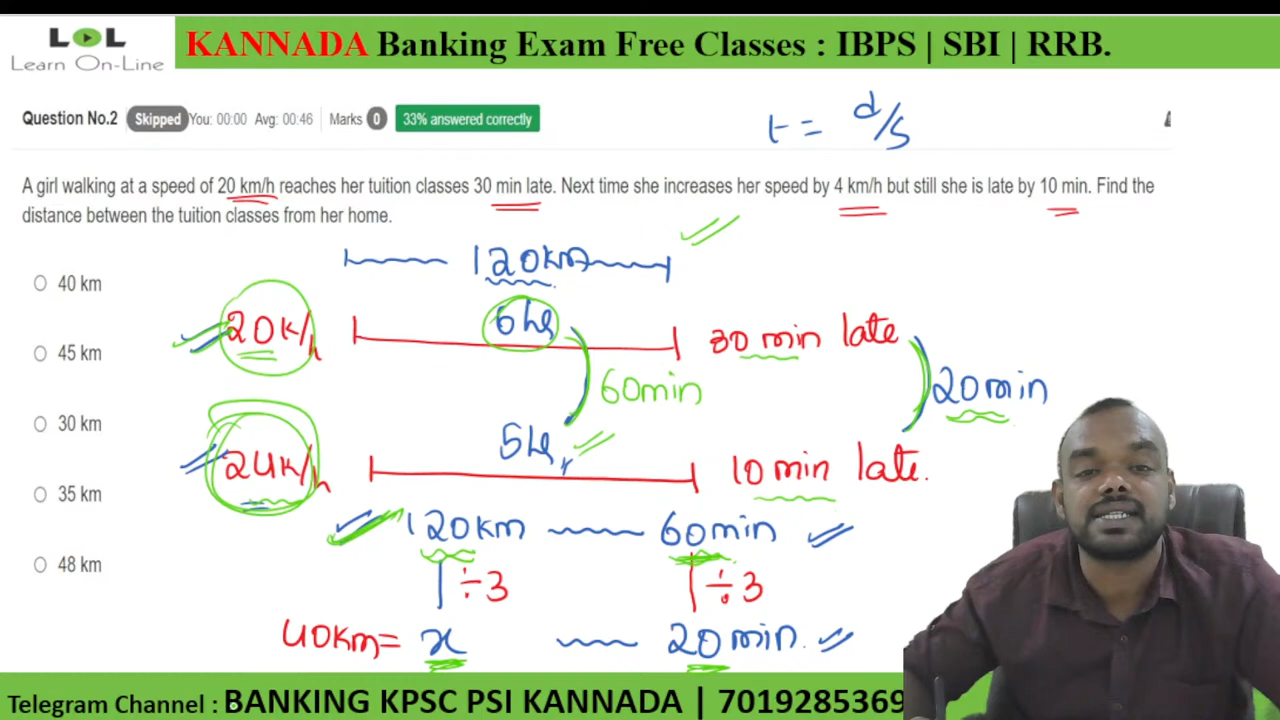 LOL
Learn On-Line
KANNADA Banking Exam Free Classes : IBPS | SBI | RRB.
Question No.2 Skipped You: 00:00 Avg: 00:46 Marks 0 33% answered correctly
t = d/s
A girl walking at a speed of 20 km/h reaches her tuition classes 30 min late. Next time she increases her speed by 4 km/h but still she is late by 10 min. Find the
distance between the tuition classes from her home.
120km
40 km
20k/h 6hr 30 min late
45 km
60min 20min
30 km
5hr
24k/h 10 min late.
35 km
120km 60min
48 km
÷3 ÷3
40km= x 20min.
Telegram Channel : BANKING KPSC PSI KANNADA | 7019285369